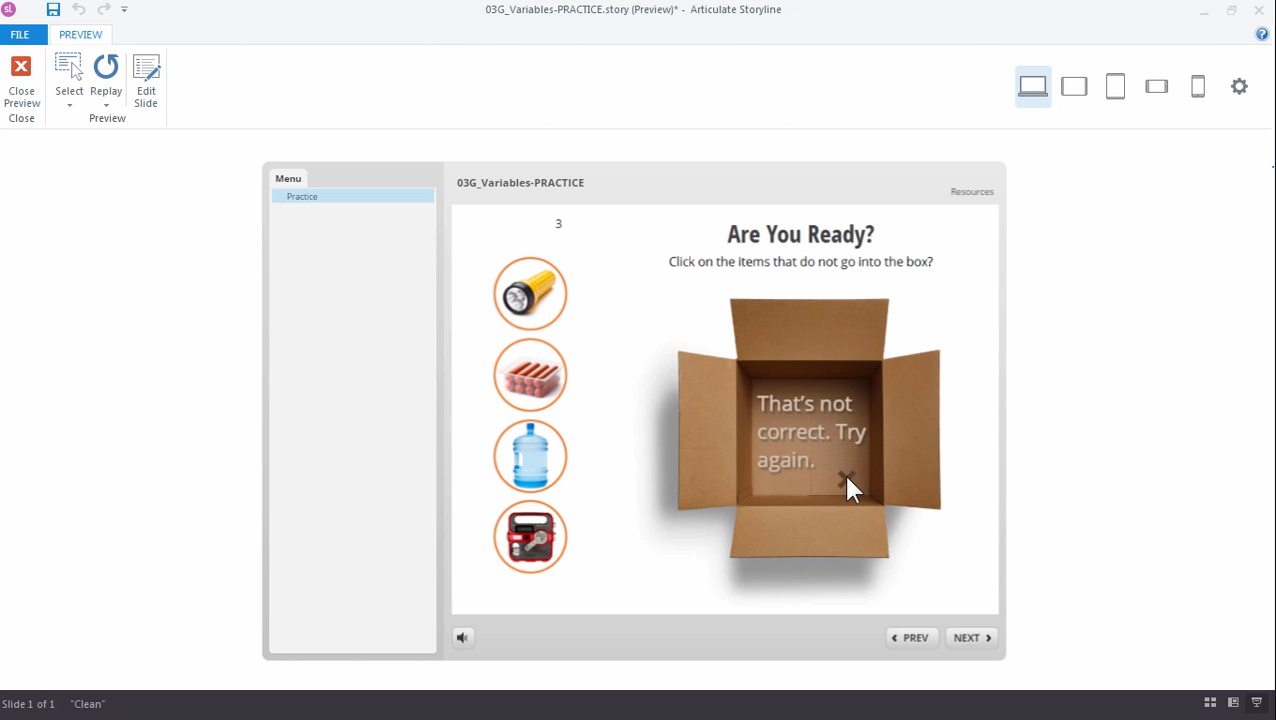 sl
03G_Variables-PRACTICE.story (Preview)* - Articulate Storyline
FILE
PREVIEW
Close Preview
Select
Replay
Edit Slide
Close
Preview
Menu
Practice
03G_Variables-PRACTICE
Resources
3
Are You Ready?
Click on the items that do not go into the box?
That's not
correct. Try
again.
PREV
NEXT
Slide 1 of 1
"Clean"